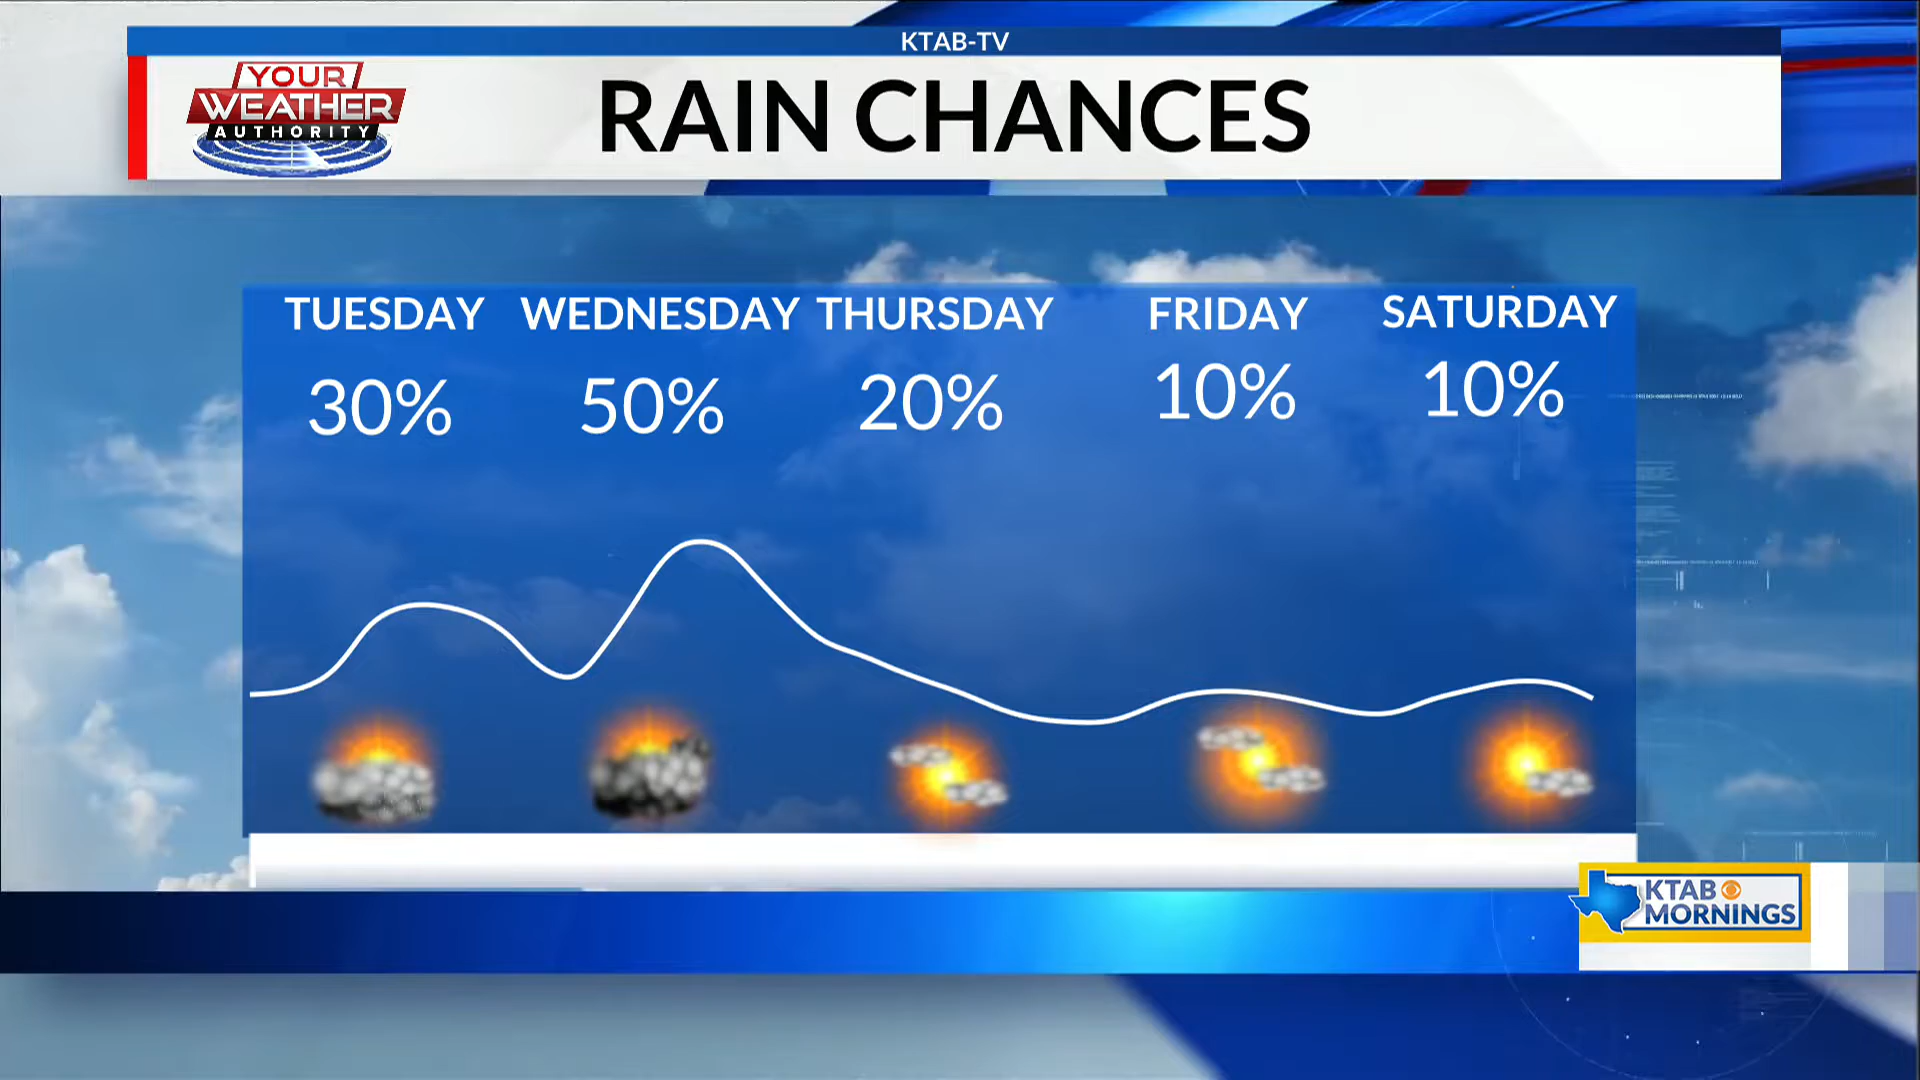 KTAB-TV
YOUR
WEATHER
AUTHORITY
RAIN CHANCES
TUESDAY WEDNESDAY THURSDAY FRIDAY SATURDAY
30% 50% 20% 10% 10%
KTAB
MORNINGS